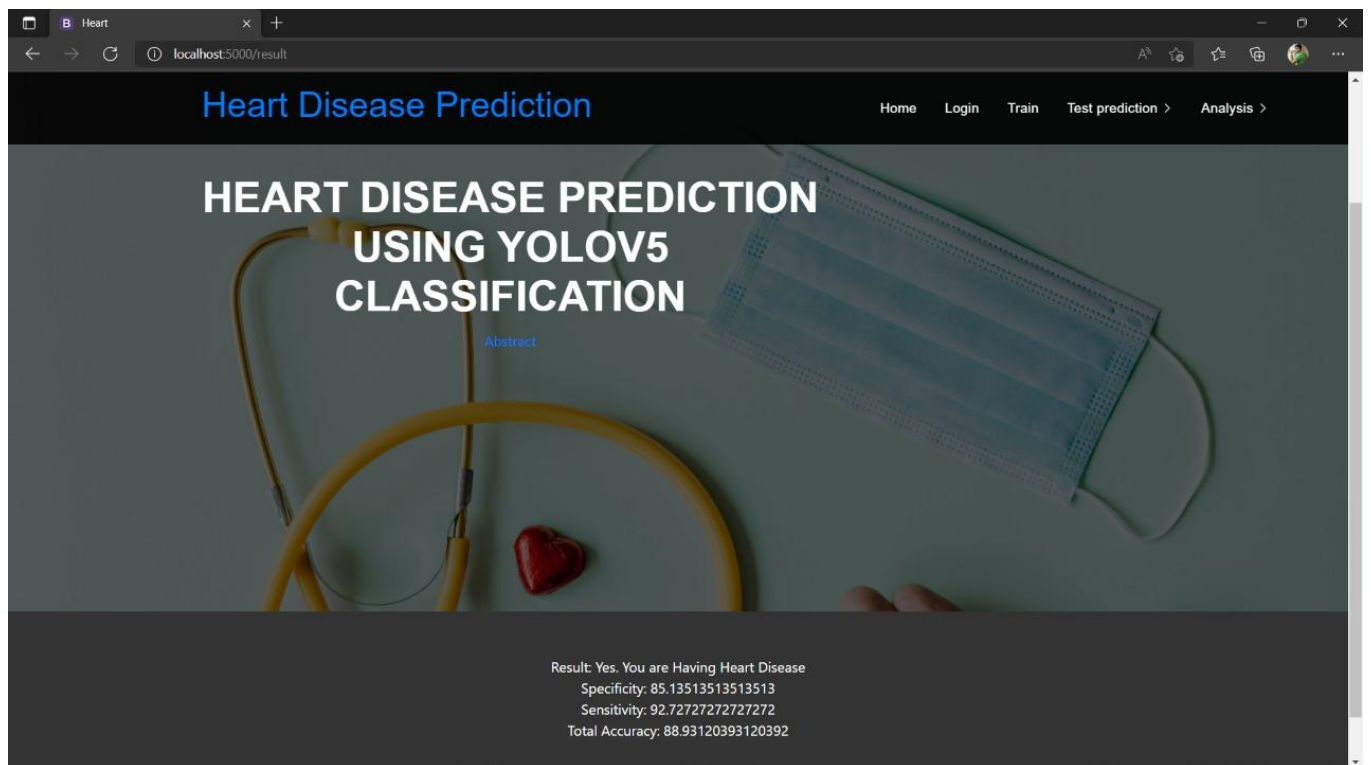 B Heart
localhost:5000/result
Heart Disease Prediction
Home Login Train Test prediction > Analysis >
HEART DISEASE PREDICTION
USING YOLOV5
CLASSIFICATION
Abstract
Result: Yes. You are Having Heart Disease
Specificity: 85.13513513513513
Sensitivity: 92.72727272727272
Total Accuracy: 88.93120393120392